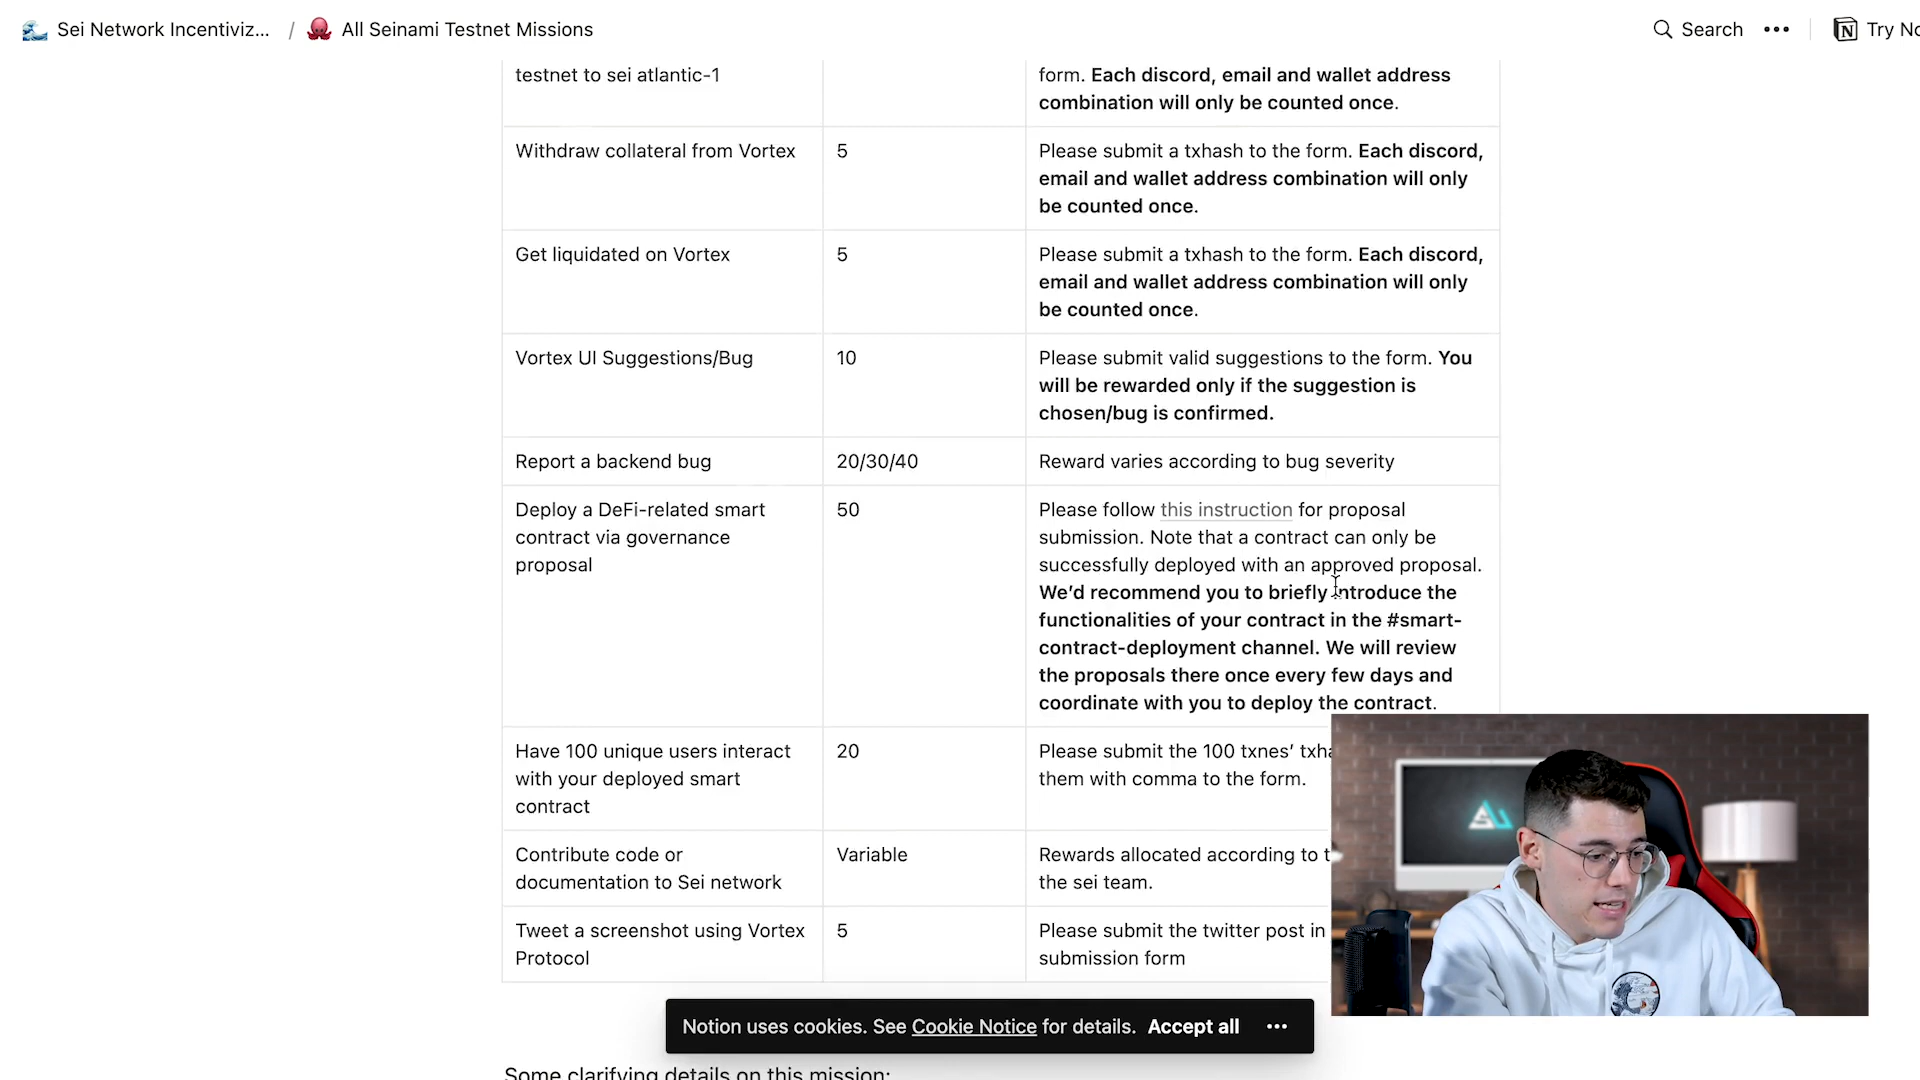 Sei Network Incentiviz... / All Seinami Testnet Missions
Search ••• Try No
testnet to sei atlantic-1
form. Each discord, email and wallet address
combination will only be counted once.
Withdraw collateral from Vortex
5
Please submit a txhash to the form. Each discord,
email and wallet address combination will only
be counted once.
Get liquidated on Vortex
5
Please submit a txhash to the form. Each discord,
email and wallet address combination will only
be counted once.
Vortex UI Suggestions/Bug
10
Please submit valid suggestions to the form. You
will be rewarded only if the suggestion is
chosen/bug is confirmed.
Report a backend bug
20/30/40
Reward varies according to bug severity
Deploy a DeFi-related smart
contract via governance
proposal
50
Please follow this instruction for proposal
submission. Note that a contract can only be
successfully deployed with an approved proposal.
We’d recommend you to briefly introduce the
functionalities of your contract in the #smart-
contract-deployment channel. We will review
the proposals there once every few days and
coordinate with you to deploy the contract.
Have 100 unique users interact
with your deployed smart
contract
20
Please submit the 100 txnes’ txha
them with comma to the form.
Contribute code or
documentation to Sei network
Variable
Rewards allocated according to t
the sei team.
Tweet a screenshot using Vortex
Protocol
5
Please submit the twitter post in
submission form
Notion uses cookies. See Cookie Notice for details. Accept all •••
Some clarifying details on this mission: